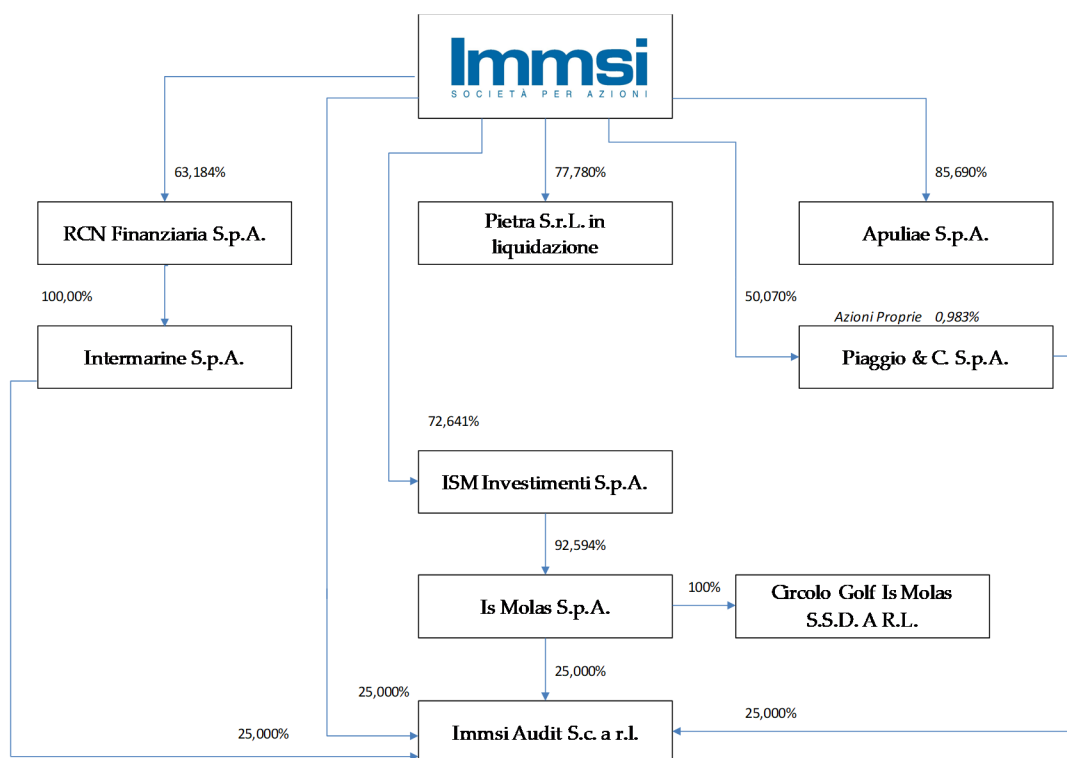 Immsi
SOCIETÀ PER AZIONI
63,184%
77,780%
85,690%
RCN Finanziaria S.p.A.
Pietra S.r.L. in
liquidazione
Apuliae S.p.A.
100,00%
50,070%
Azioni Proprie 0,983%
Intermarine S.p.A.
Piaggio & C. S.p.A.
72,641%
ISM Investimenti S.p.A.
92,594%
Is Molas S.p.A.
100%
Circolo Golf Is Molas
S.S.D. A R.L.
25,000%
25,000%
25,000%
25,000%
Immsi Audit S.c. a r.l.